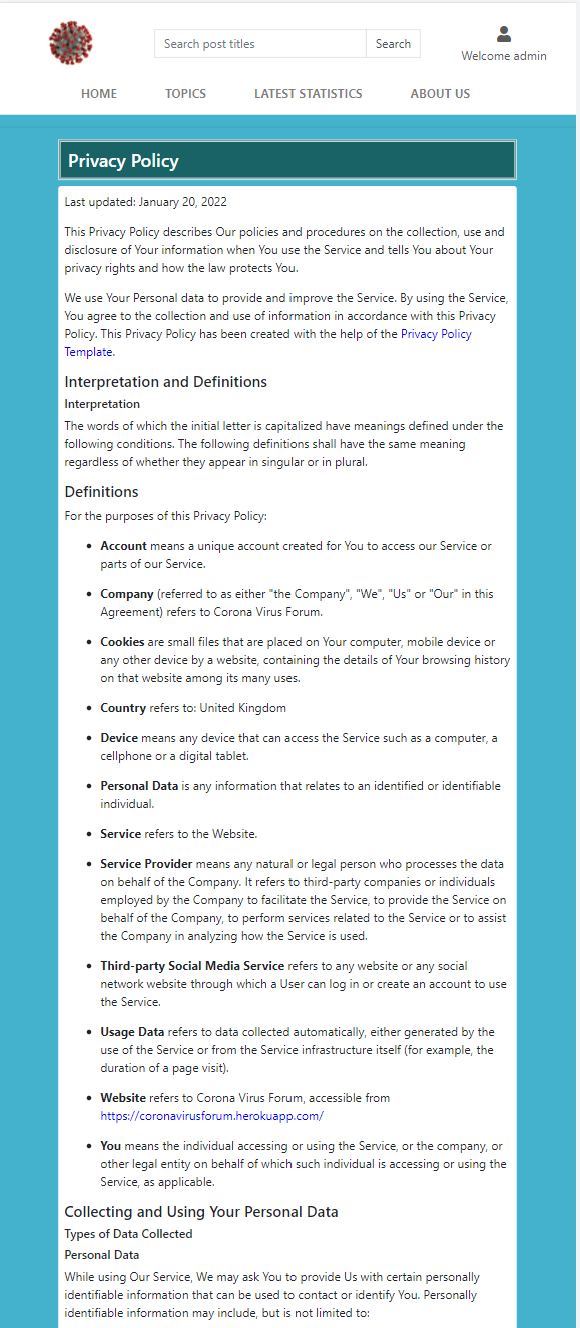 Search post titles
Search
Welcome admin
HOME
TOPICS
LATEST STATISTICS
ABOUT US
Privacy Policy
Last updated: January 20, 2022
This Privacy Policy describes Our policies and procedures on the collection, use and
disclosure of Your information when You use the Service and tells You about Your
privacy rights and how the law protects You.
We use Your Personal data to provide and improve the Service. By using the Service,
You agree to the collection and use of information in accordance with this Privacy
Policy. This Privacy Policy has been created with the help of the Privacy Policy
Template.
Interpretation and Definitions
Interpretation
The words of which the initial letter is capitalized have meanings defined under the
following conditions. The following definitions shall have the same meaning
regardless of whether they appear in singular or in plural.
Definitions
For the purposes of this Privacy Policy:
• Account means a unique account created for You to access our Service or
parts of our Service.
• Company (referred to as either "the Company", "We", "Us" or "Our" in this
Agreement) refers to Corona Virus Forum.
• Cookies are small files that are placed on Your computer, mobile device or
any other device by a website, containing the details of Your browsing history
on that website among its many uses.
• Country refers to: United Kingdom
• Device means any device that can access the Service such as a computer, a
cellphone or a digital tablet.
• Personal Data is any information that relates to an identified or identifiable
individual.
• Service refers to the Website.
• Service Provider means any natural or legal person who processes the data
on behalf of the Company. It refers to third-party companies or individuals
employed by the Company to facilitate the Service, to provide the Service on
behalf of the Company, to perform services related to the Service or to assist
the Company in analyzing how the Service is used.
• Third-party Social Media Service refers to any website or any social
network website through which a User can log in or create an account to use
the Service.
• Usage Data refers to data collected automatically, either generated by the
use of the Service or from the Service infrastructure itself (for example, the
duration of a page visit).
• Website refers to Corona Virus Forum, accessible from
https://coronavirusforum.herokuapp.com/
• You means the individual accessing or using the Service, or the company, or
other legal entity on behalf of which such individual is accessing or using the
Service, as applicable.
Collecting and Using Your Personal Data
Types of Data Collected
Personal Data
While using Our Service, We may ask You to provide Us with certain personally
identifiable information that can be used to contact or identify You. Personally
identifiable information may include, but is not limited to: